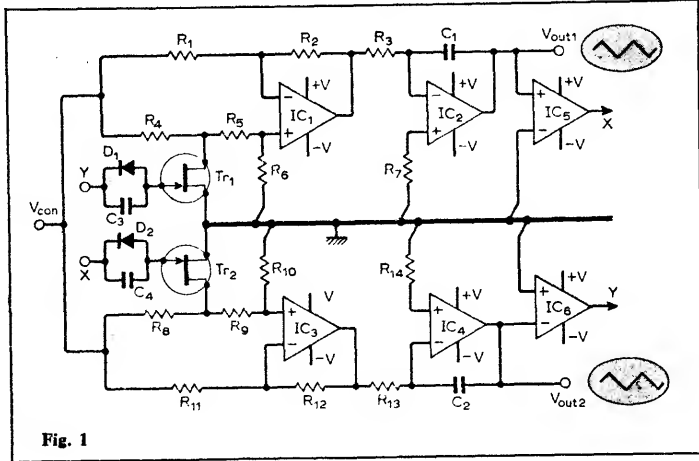 R1
R2
R3
C1
Vout1
+V
+V
+V
−
IC1
+
−
IC2
+
+
IC5
−
X
−V
−V
−V
R4
R5
R6
R7
D1
Y
C3
Tr1
Vcon
D2
X
C4
Tr2
R10
R14
R8
R9
V
+
IC3
−
−V
+V
+
IC4
−
−V
+V
+
IC6
−
Y
−V
R11
R12
R13
C2
Vout2
Fig. 1